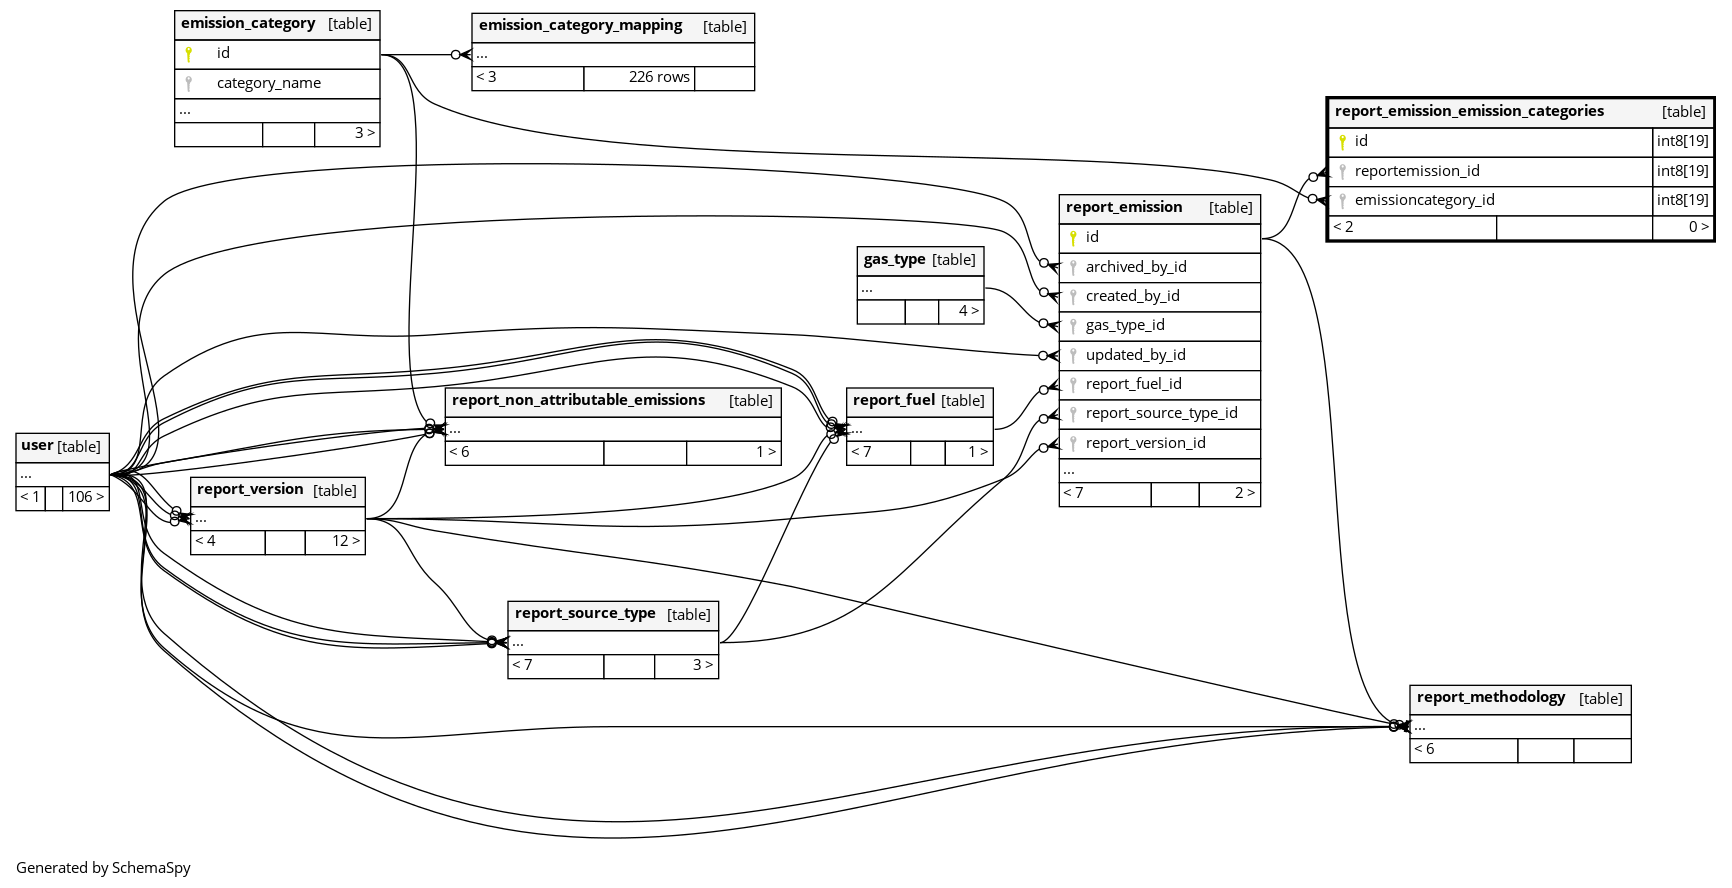 emission_category [table]
id
category_name
...
3 >
emission_category_mapping [table]
...
< 3 226 rows
report_emission_emission_categories [table]
id int8[19]
reportemission_id int8[19]
emissioncategory_id int8[19]
< 2 0 >
report_emission [table]
id
archived_by_id
created_by_id
gas_type_id
updated_by_id
report_fuel_id
report_source_type_id
report_version_id
...
< 7 2 >
gas_type [table]
...
4 >
report_non_attributable_emissions [table]
...
< 6 1 >
report_fuel [table]
...
< 7 1 >
user [table]
...
< 1 106 >
report_version [table]
...
< 4 12 >
report_source_type [table]
...
< 7 3 >
report_methodology [table]
...
< 6
Generated by SchemaSpy